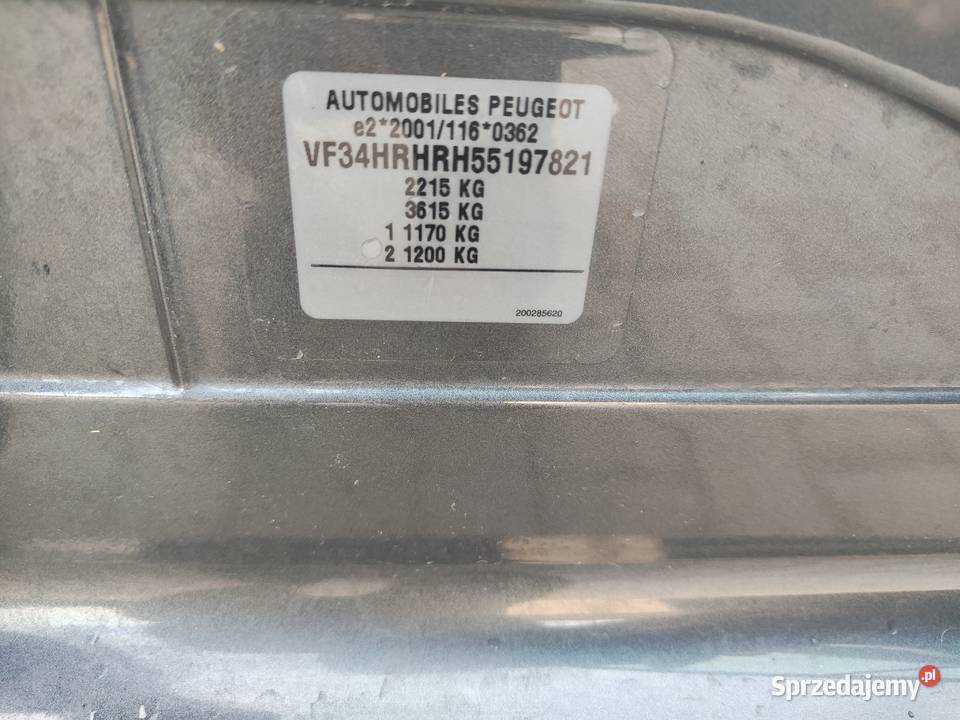 AUTOMOBILES PEUGEOT
e2*2001/116*0362
VF34HRHRH55197821
2215 KG
3615 KG
1 1170 KG
2 1200 KG
200285620
Sprzedajemy.pl